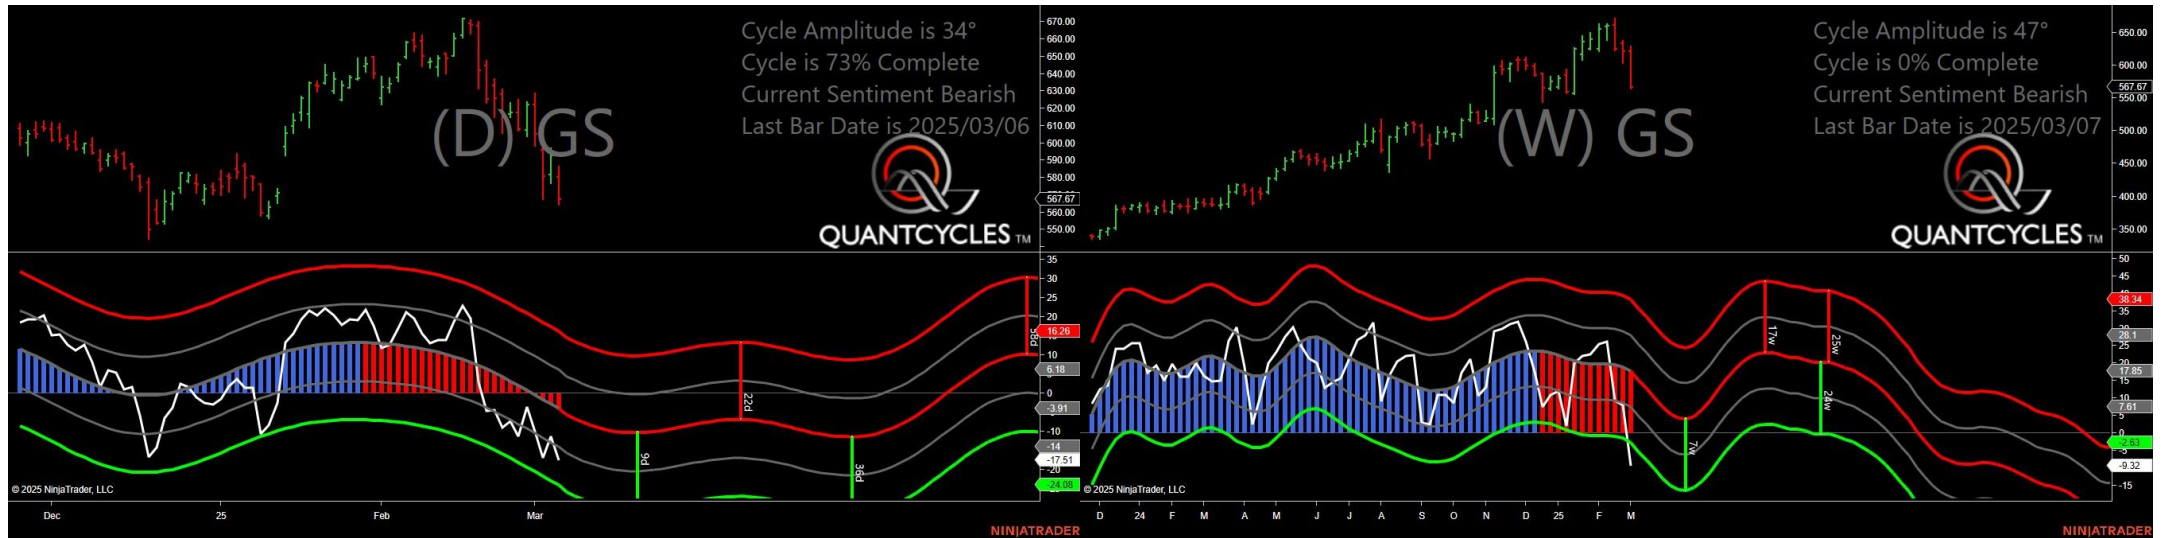 Cycle Amplitude is 34°
Cycle is 73% Complete
Current Sentiment Bearish
Last Bar Date is 2025/03/06
(D) GS
QUANTCYCLES TM
670.00
660.00
650.00
640.00
630.00
620.00
610.00
600.00
590.00
580.00
567.67
560.00
550.00
35
30
25
20
16.26
10
6.18
0
-3.91
-10
-14
-17.51
-20
-24.08
9d
22d
36d
58d
© 2025 NinjaTrader, LLC
Dec
25
Feb
Mar
NINJATRADER
Cycle Amplitude is 47°
Cycle is 0% Complete
Current Sentiment Bearish
Last Bar Date is 2025/03/07
(W) GS
QUANTCYCLES TM
650.00
600.00
567.67
550.00
500.00
450.00
400.00
350.00
50
45
38.34
28.1
25
20
17.85
15
7.61
5
0
-2.63
-5
-9.32
-15
7w
17w
24w
25w
© 2025 NinjaTrader, LLC
D 24 F M A M J J A S O N D 25 F M
NINJATRADER